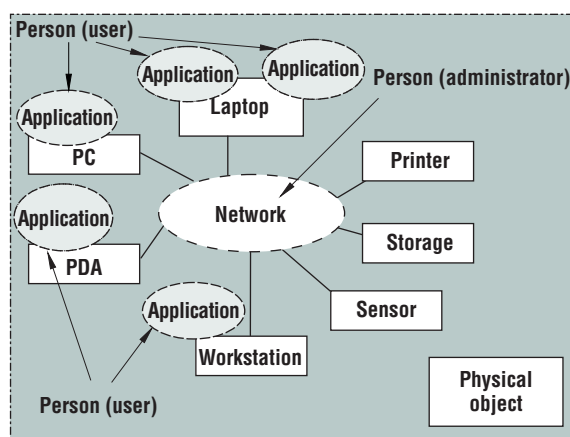 Person (user)
Application
Application
Person (administrator)
Laptop
Application
PC
Printer
Application
Network
Storage
PDA
Application
Sensor
Workstation
Physical
object
Person (user)